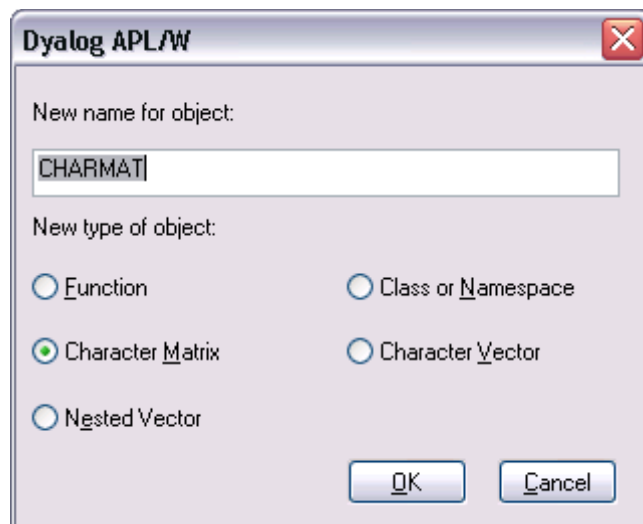 Dyalog APL/W
New name for object:
CHARMAT
New type of object:
Function
Class or Namespace
Character Matrix
Character Vector
Nested Vector
OK
Cancel